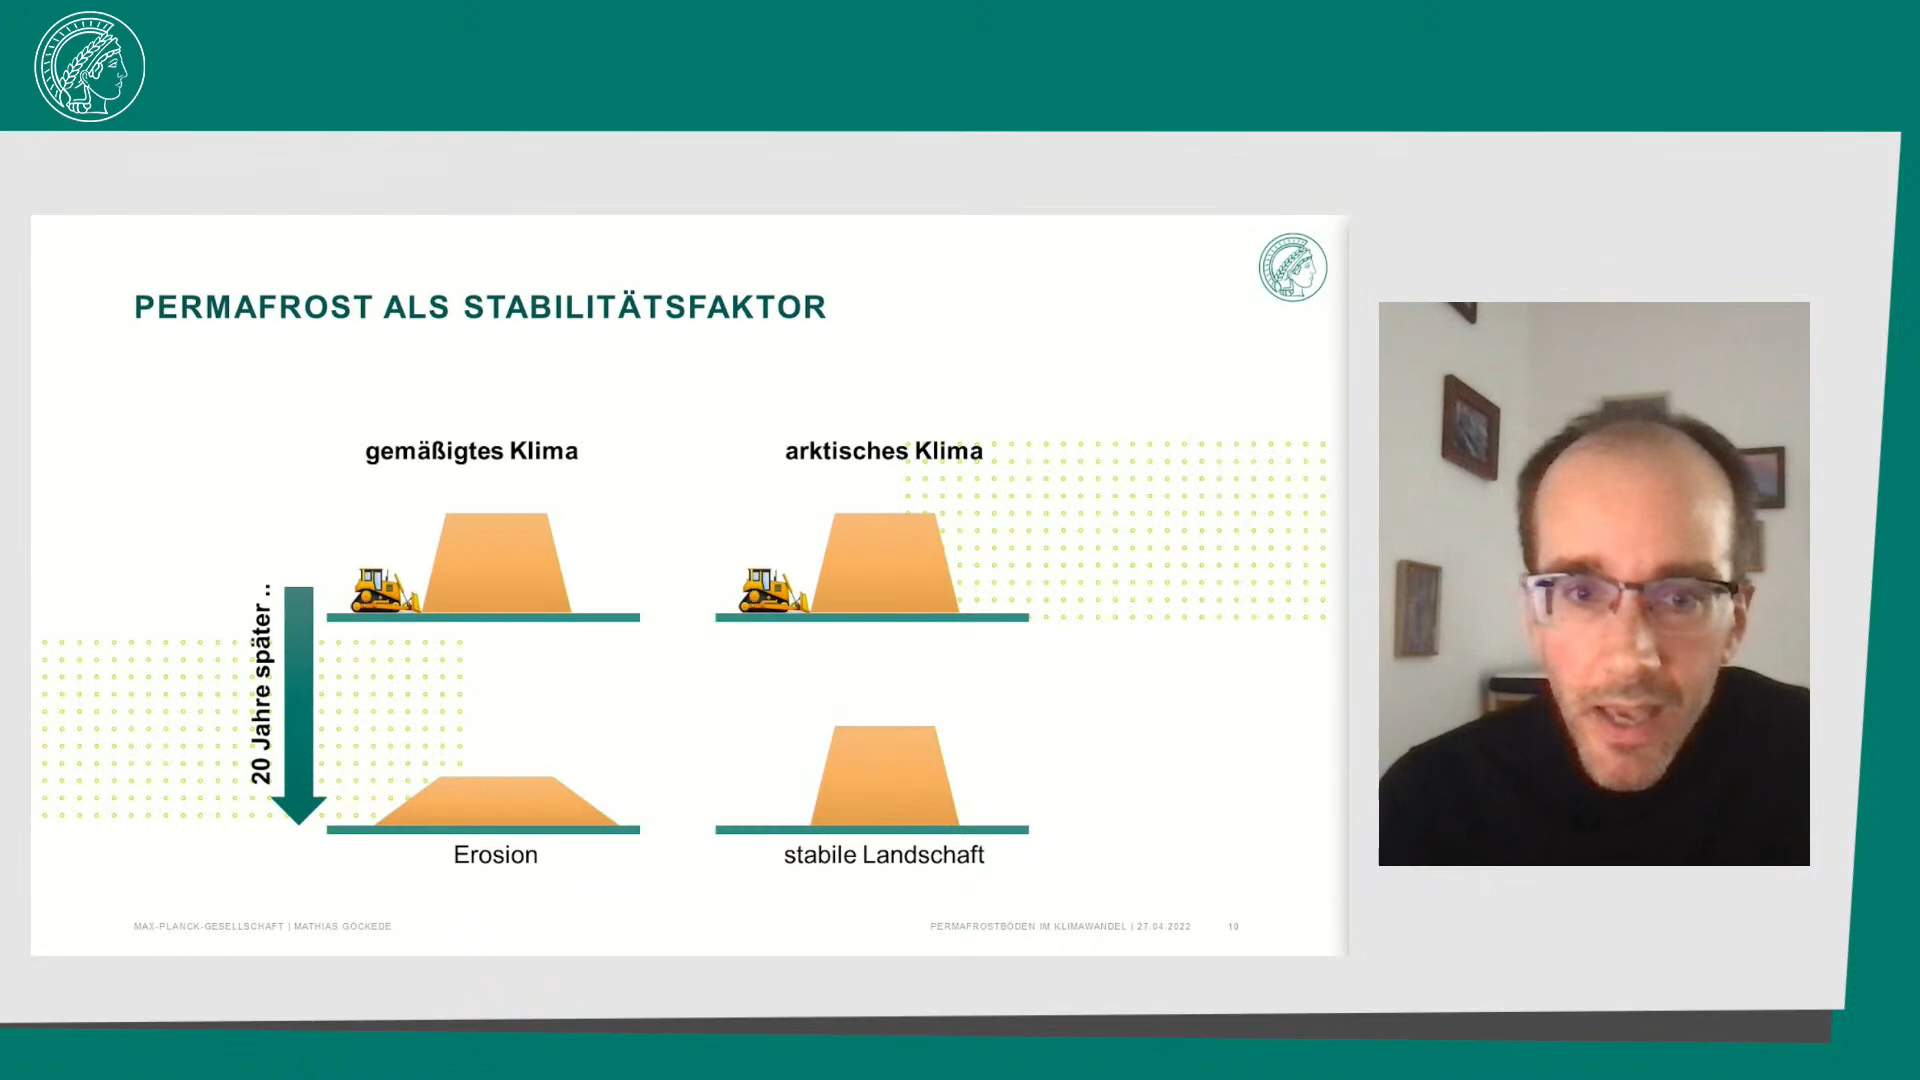 PERMAFROST ALS STABILITÄTSFAKTOR
gemäßigtes Klima
arktisches Klima
20 Jahre später ..
Erosion
stabile Landschaft
MAX-PLANCK-GESELLSCHAFT | MATHIAS GÖCKEDE
PERMAFROSTBÖDEN IM KLIMAWANDEL | 27.04.2022
19